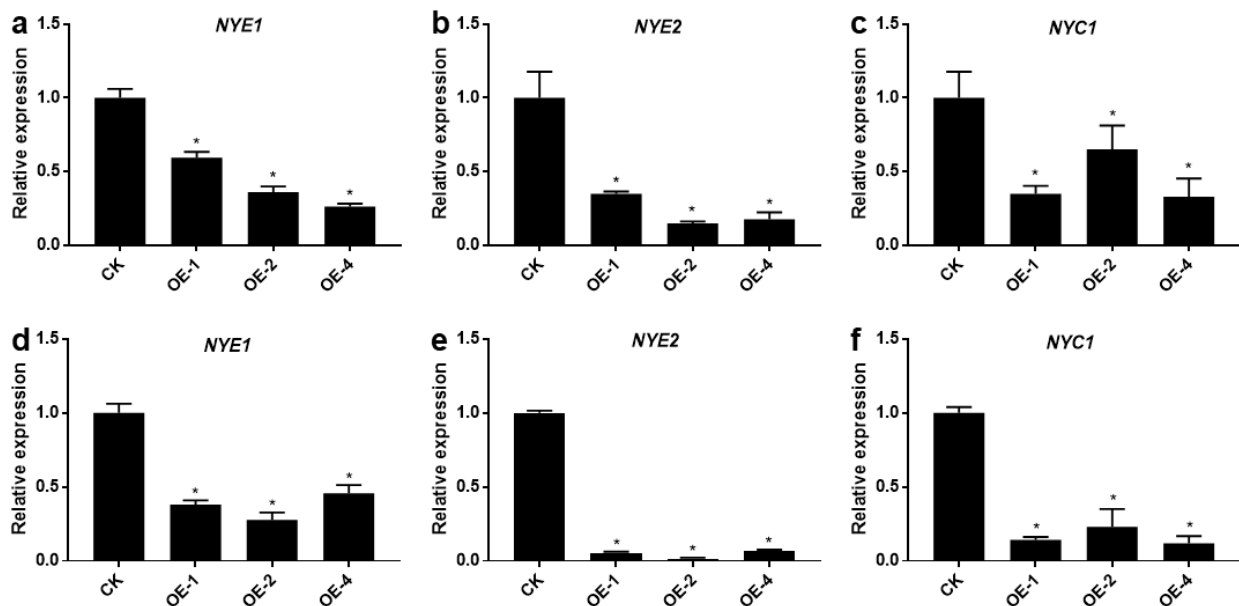 a
NYE1
Relative expression
1.5
1.0
0.5
0.0
*
*
*
CK
OE-1
OE-2
OE-4
b
NYE2
Relative expression
1.5
1.0
0.5
0.0
*
*
*
CK
OE-1
OE-2
OE-4
c
NYC1
Relative expression
1.5
1.0
0.5
0.0
*
*
*
CK
OE-1
OE-2
OE-4
d
NYE1
Relative expression
1.5
1.0
0.5
0.0
*
*
*
CK
OE-1
OE-2
OE-4
e
NYE2
Relative expression
1.5
1.0
0.5
0.0
*
*
*
CK
OE-1
OE-2
OE-4
f
NYC1
Relative expression
1.5
1.0
0.5
0.0
*
*
*
CK
OE-1
OE-2
OE-4